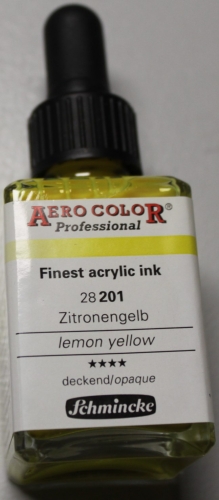 AERO COLOR®
Professional
Finest acrylic ink
28 201
Zitronengelb
lemon yellow
★★★★
deckend/opaque
Schmincke